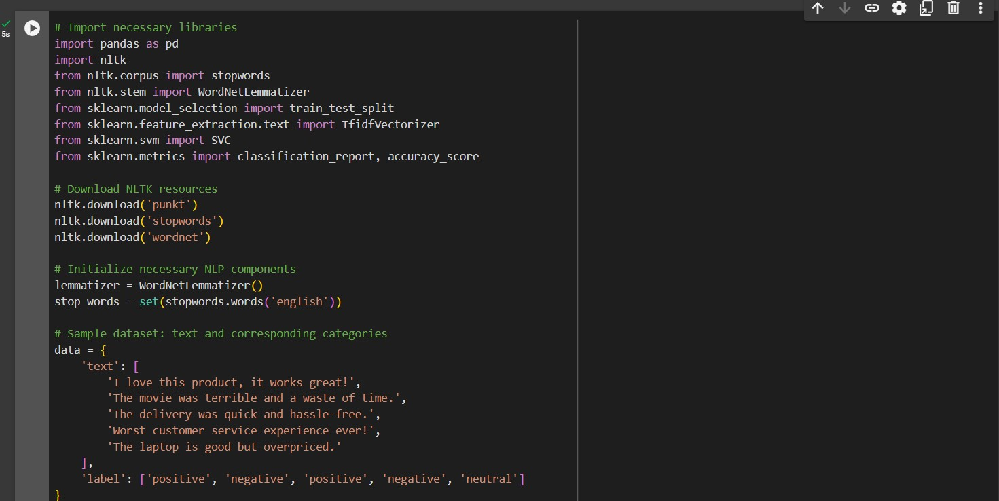 5s
# Import necessary libraries
import pandas as pd
import nltk
from nltk.corpus import stopwords
from nltk.stem import WordNetLemmatizer
from sklearn.model_selection import train_test_split
from sklearn.feature_extraction.text import TfidfVectorizer
from sklearn.svm import SVC
from sklearn.metrics import classification_report, accuracy_score

# Download NLTK resources
nltk.download('punkt')
nltk.download('stopwords')
nltk.download('wordnet')

# Initialize necessary NLP components
lemmatizer = WordNetLemmatizer()
stop_words = set(stopwords.words('english'))

# Sample dataset: text and corresponding categories
data = {
    'text': [
        'I love this product, it works great!',
        'The movie was terrible and a waste of time.',
        'The delivery was quick and hassle-free.',
        'Worst customer service experience ever!',
        'The laptop is good but overpriced.'
    ],
    'label': ['positive', 'negative', 'positive', 'negative', 'neutral']
}